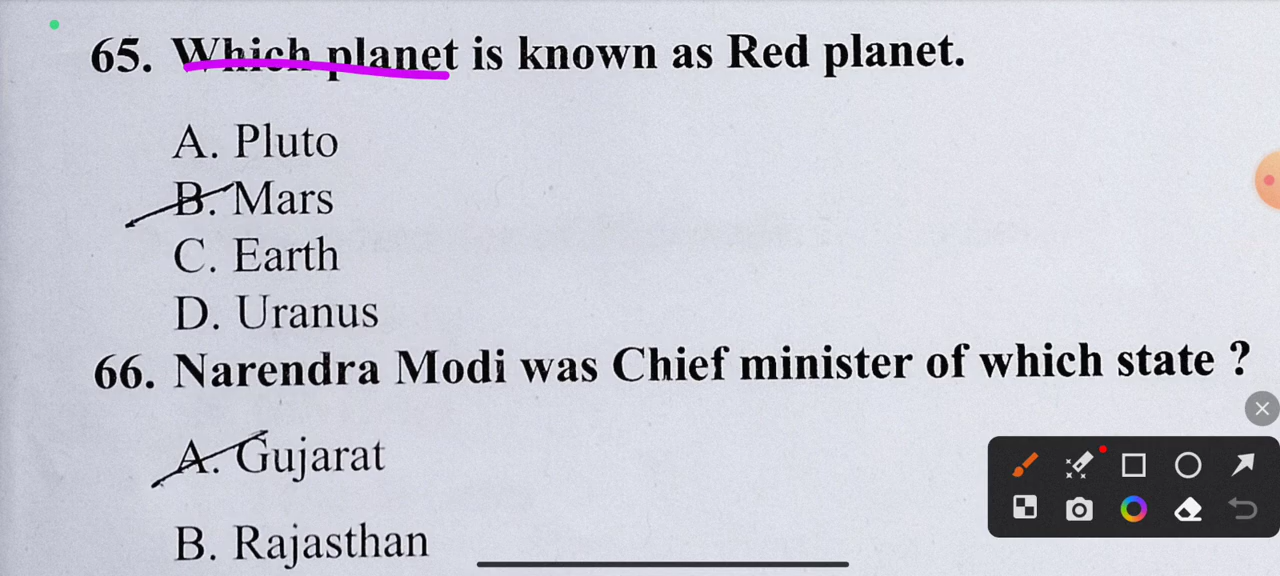 65. Which planet is known as Red planet.
A. Pluto
B. Mars
C. Earth
D. Uranus
66. Narendra Modi was Chief minister of which state ?
A. Gujarat
B. Rajasthan